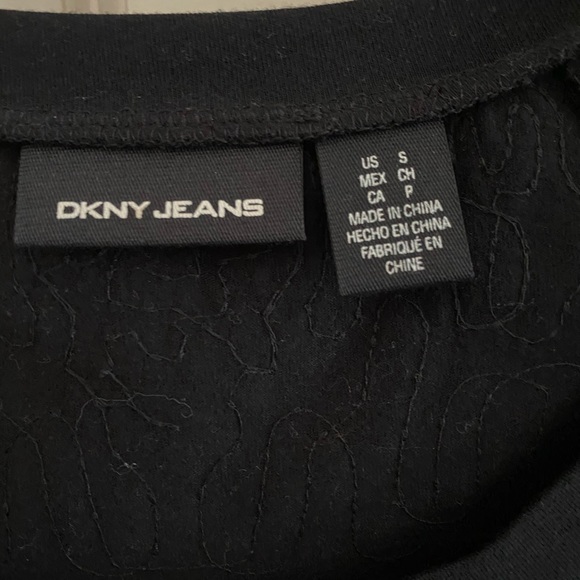 DKNY JEANS
US S
MEX CH
CA P
MADE IN CHINA
HECHO EN CHINA
FABRIQUÉ EN
CHINE